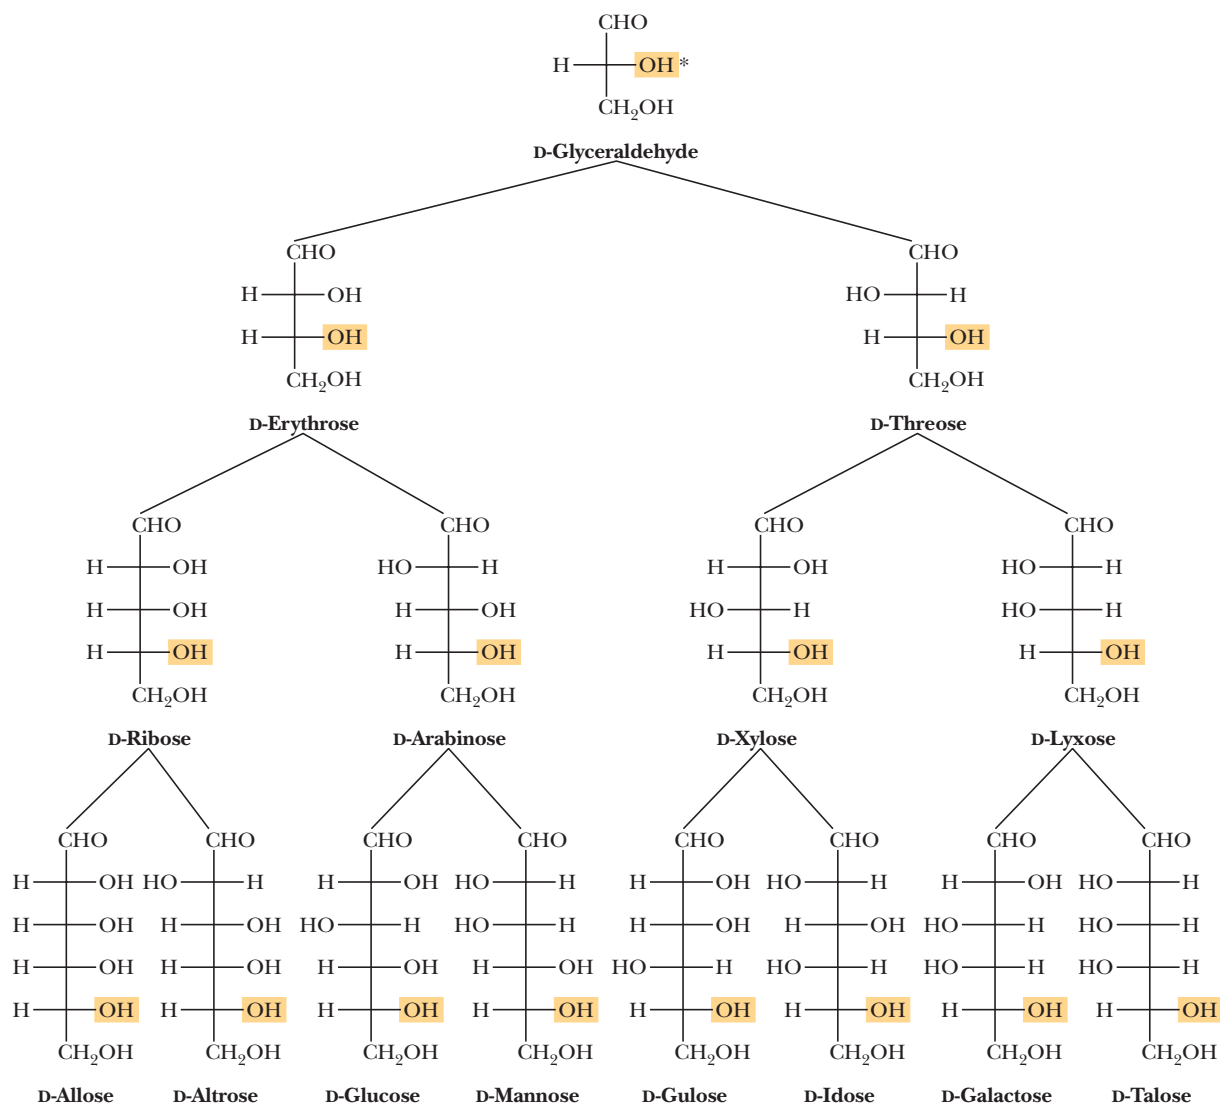 CHO
H OH*
CH₂OH
D-Glyceraldehyde
CHO CHO
H OH HO H
H OH H OH
CH₂OH CH₂OH
D-Erythrose D-Threose
CHO CHO CHO CHO
H OH HO H H OH HO H
H OH H OH HO H HO H
H OH H OH H OH H OH
CH₂OH CH₂OH CH₂OH CH₂OH
D-Ribose D-Arabinose D-Xylose D-Lyxose
CHO CHO CHO CHO CHO CHO CHO CHO
H OH HO H H OH HO H H OH HO H H OH HO H
H OH H OH HO H HO H H OH H OH HO H HO H
H OH H OH H OH H OH HO H HO H HO H HO H
H OH H OH H OH H OH H OH H OH H OH H OH
CH₂OH CH₂OH CH₂OH CH₂OH CH₂OH CH₂OH CH₂OH CH₂OH
D-Allose D-Altrose D-Glucose D-Mannose D-Gulose D-Idose D-Galactose D-Talose